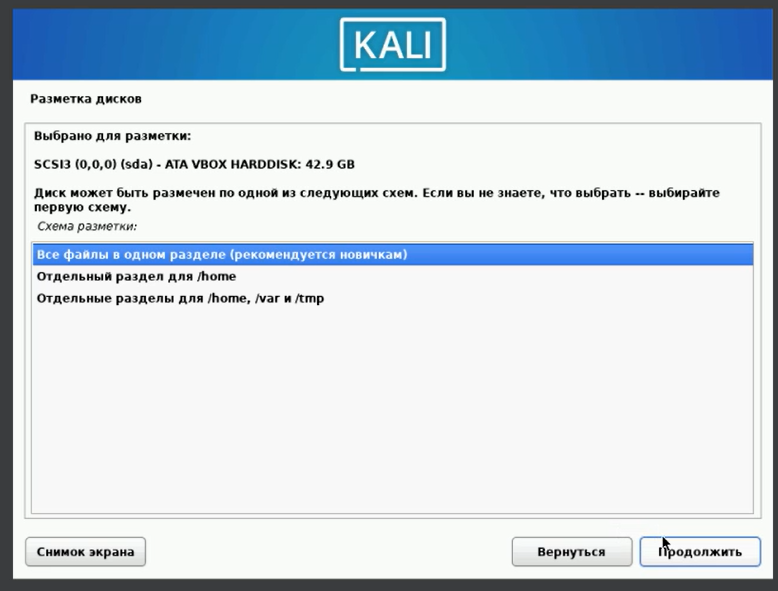 KALI
Разметка дисков
Выбрано для разметки:
SCSI3 (0,0,0) (sda) - ATA VBOX HARDDISK: 42.9 GB
Диск может быть размечен по одной из следующих схем. Если вы не знаете, что выбрать -- выбирайте
первую схему.
Схема разметки:
Все файлы в одном разделе (рекомендуется новичкам)
Отдельный раздел для /home
Отдельные разделы для /home, /var и /tmp
Снимок экрана
Вернуться
Продолжить